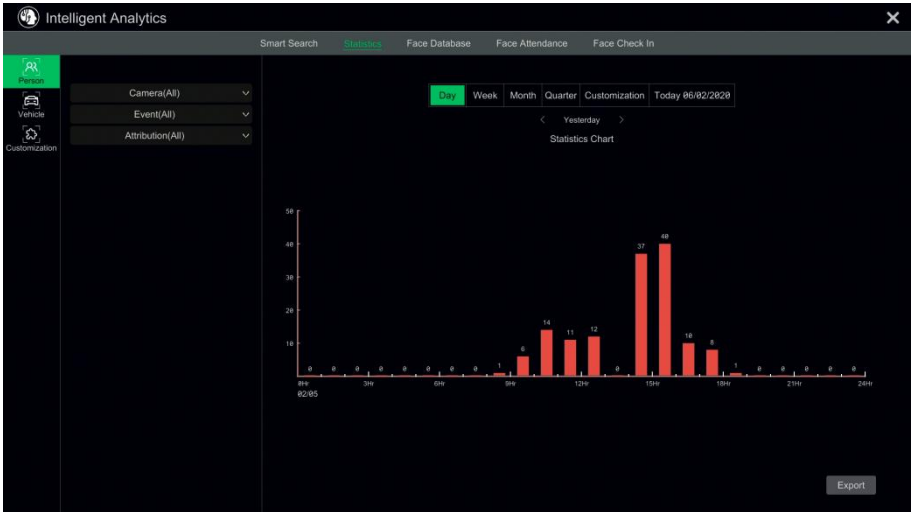 Intelligent Analytics
Smart Search Statistics Face Database Face Attendance Face Check In
Person
Vehicle
Customization
Camera(All)
Event(All)
Attribution(All)
Day Week Month Quarter Customization Today 06/02/2020
Yesterday
Statistics Chart
50
40
30
20
10
0 0 0 0 0 0 0 0 1 6 14 11 12 0 37 40 10 8 1 0 0 0 0 0
0Hr 3Hr 6Hr 9Hr 12Hr 15Hr 18Hr 21Hr 24Hr
02/05
Export